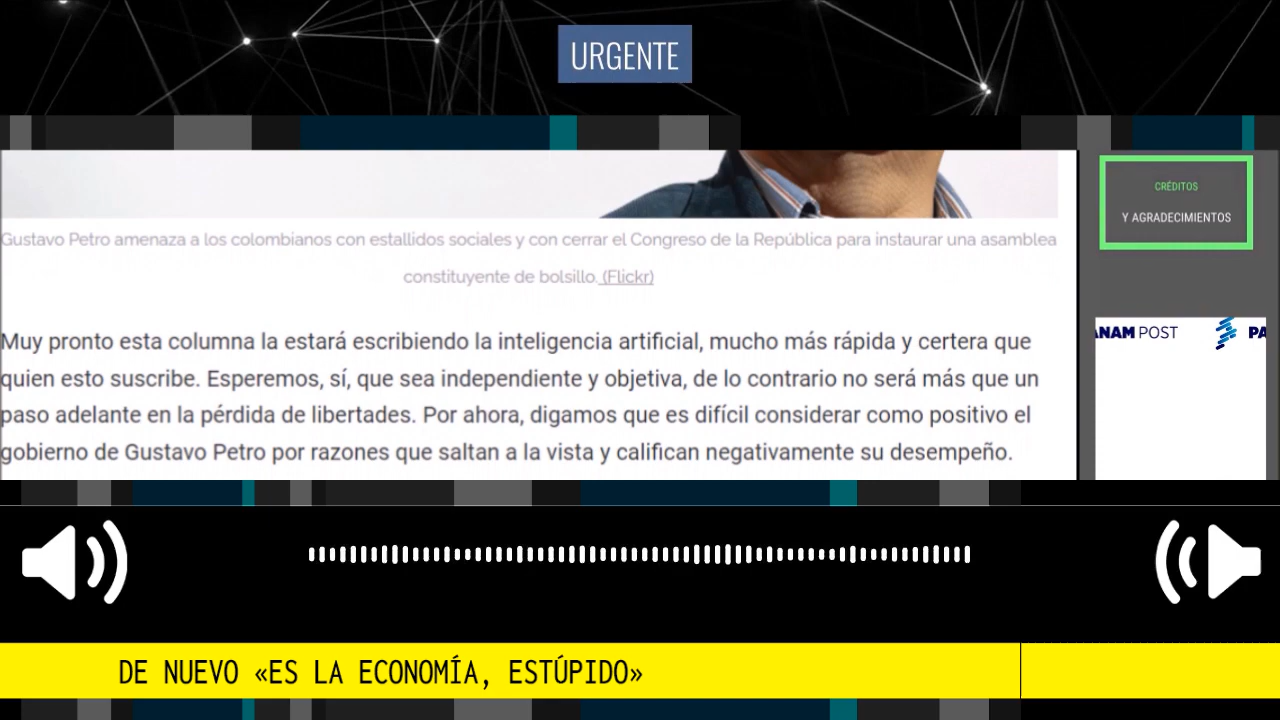 URGENTE
CRÉDITOS
Y AGRADECIMIENTOS
Gustavo Petro amenaza a los colombianos con estallidos sociales y con cerrar el Congreso de la República para instaurar una asamblea
constituyente de bolsillo. (Flickr)
ANAM POST PA
Muy pronto esta columna la estará escribiendo la inteligencia artificial, mucho más rápida y certera que
quien esto suscribe. Esperemos, sí, que sea independiente y objetiva, de lo contrario no será más que un
paso adelante en la pérdida de libertades. Por ahora, digamos que es difícil considerar como positivo el
gobierno de Gustavo Petro por razones que saltan a la vista y califican negativamente su desempeño.
DE NUEVO «ES LA ECONOMÍA, ESTÚPIDO»